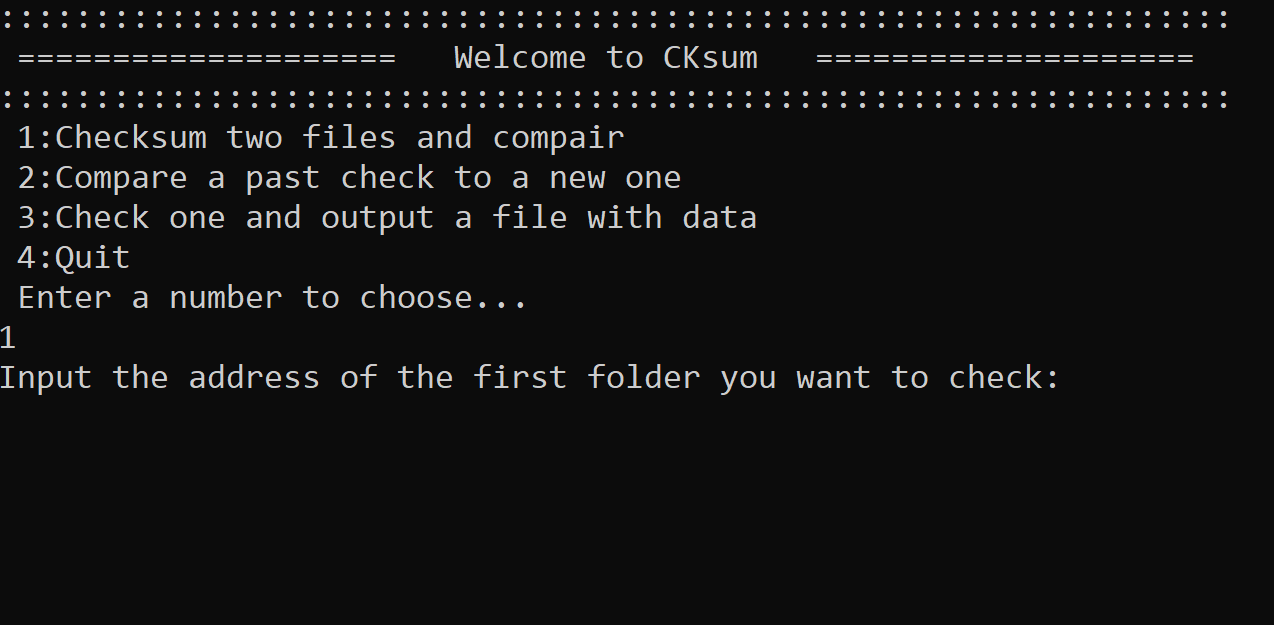 :::::::::::::::::::::::::::::::::::::::::::::::::::::::::::::::::
====================   Welcome to CKsum   ====================
:::::::::::::::::::::::::::::::::::::::::::::::::::::::::::::::::
1:Checksum two files and compair
2:Compare a past check to a new one
3:Check one and output a file with data
4:Quit
Enter a number to choose...
1
Input the address of the first folder you want to check: